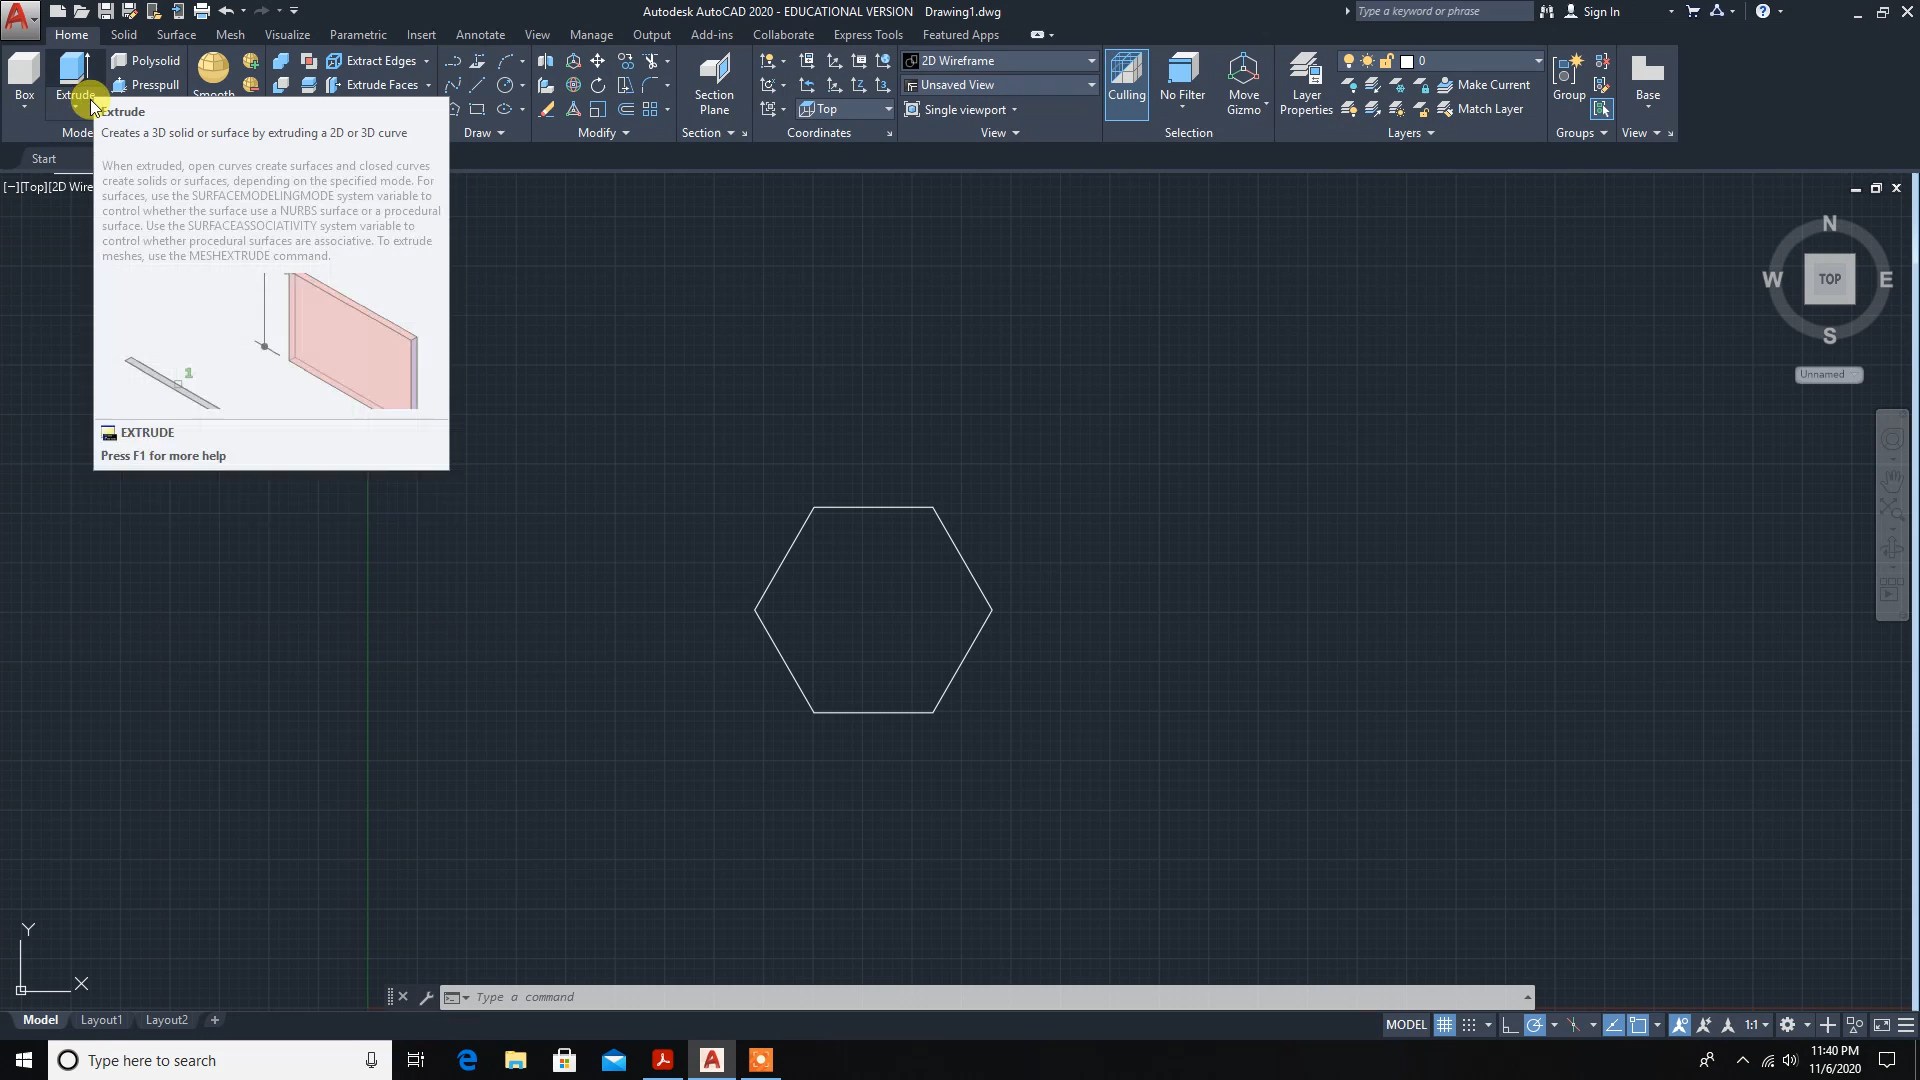 Autodesk AutoCAD 2020 - EDUCATIONAL VERSION Drawing1.dwg
Type a keyword or phrase
Sign In
Home Solid Surface Mesh Visualize Parametric Insert Annotate View Manage Output Add-ins Collaborate Express Tools Featured Apps
Box
Extrude
Polysolid
Presspull
Smooth
Extract Edges
Extrude Faces
Section Plane
Top
2D Wireframe
Unsaved View
Single viewport
Culling
No Filter
Move Gizmo
Layer Properties
0
Make Current
Match Layer
Group
Base
Mode
Draw
Modify
Section
Coordinates
View
Selection
Layers
Groups
View
Start
[−][Top][2D Wire
Extrude
Creates a 3D solid or surface by extruding a 2D or 3D curve
When extruded, open curves create surfaces and closed curves
create solids or surfaces, depending on the specified mode. For
surfaces, use the SURFACEMODELINGMODE system variable to
control whether the surface use a NURBS surface or a procedural
surface. Use the SURFACEASSOCIATIVITY system variable to
control whether procedural surfaces are associative. To extrude
meshes, use the MESHEXTRUDE command.
1
EXTRUDE
Press F1 for more help
N
W TOP E
S
Unnamed
Y
X
Type a command
Model Layout1 Layout2
MODEL
1:1
Type here to search
11:40 PM
11/6/2020